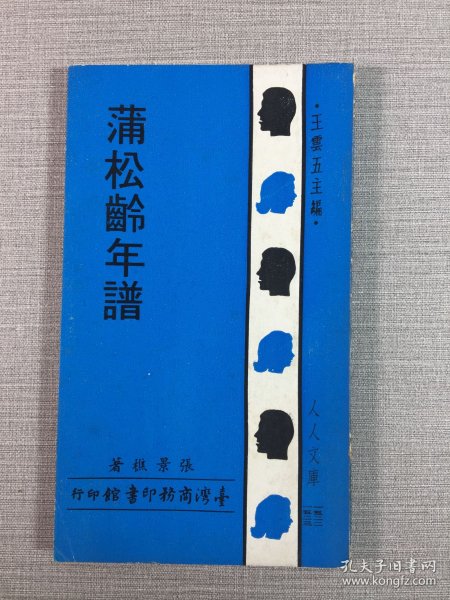 蒲松齡年譜
張景樵著
臺灣商務印書館印行
·王雲五主編·
人人文庫
孔夫子旧书网
www.kongfz.com